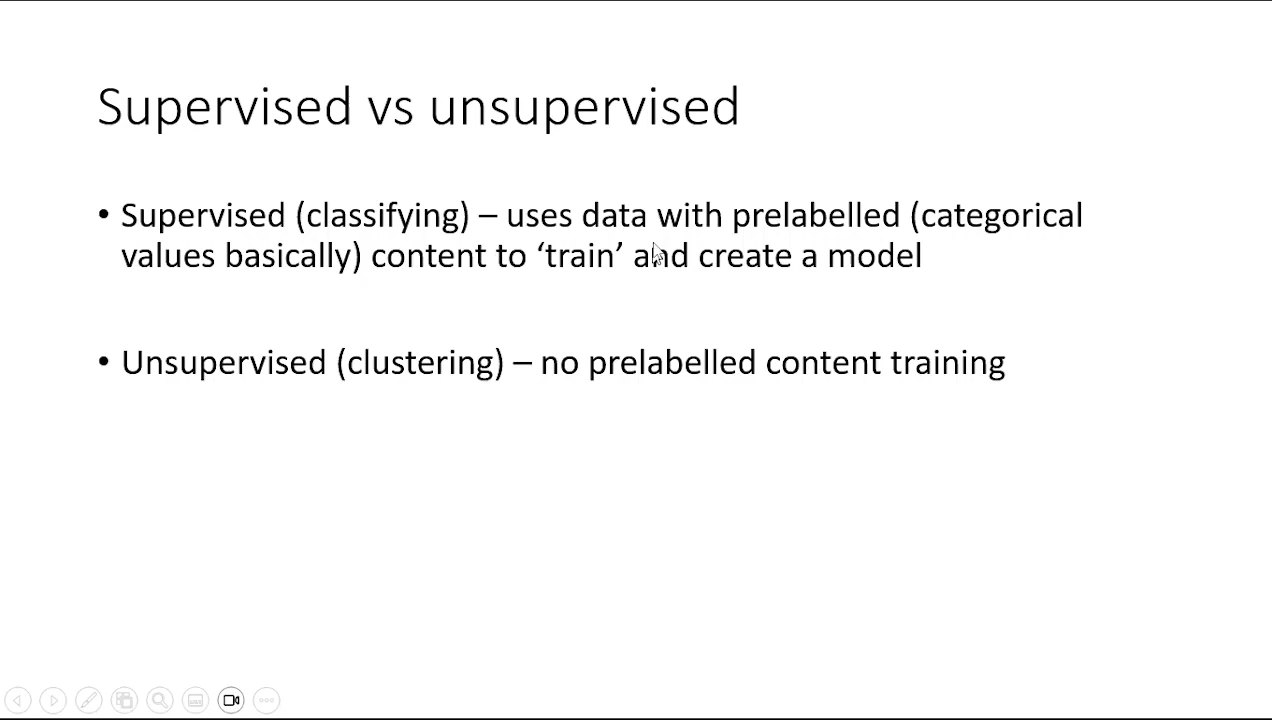 Supervised vs unsupervised
• Supervised (classifying) – uses data with prelabelled (categorical
values basically) content to ‘train’ and create a model
• Unsupervised (clustering) – no prelabelled content training